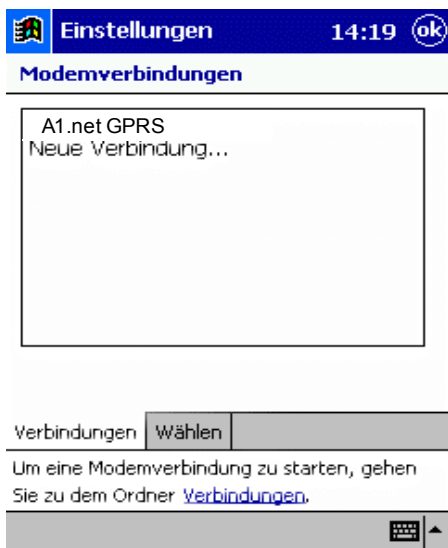 Einstellungen 14:19 ok
Modemverbindungen
A1.net GPRS
Neue Verbindung...
Verbindungen Wählen
Um eine Modemverbindung zu starten, gehen
Sie zu dem Ordner Verbindungen.